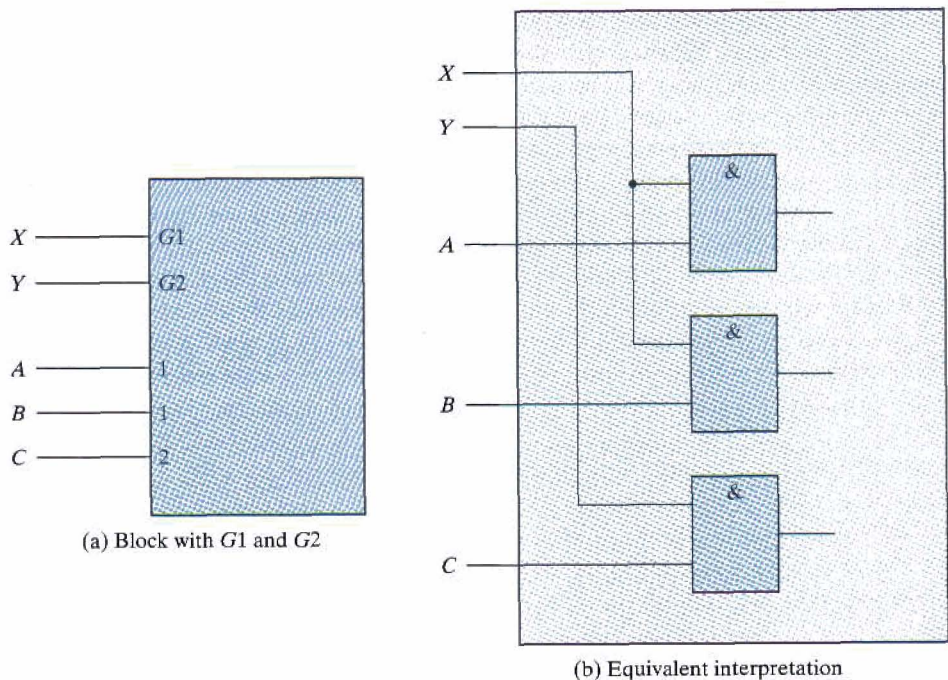 X G1
Y G2
A 1
B 1
C 2
(a) Block with G1 and G2
X
Y
&
A
&
B
&
C
(b) Equivalent interpretation